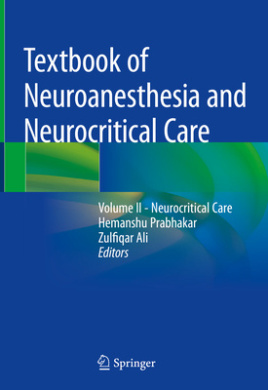 Textbook of
Neuroanesthesia and
Neurocritical Care
Volume II - Neurocritical Care
Hemanshu Prabhakar
Zulfiqar Ali
Editors
Springer